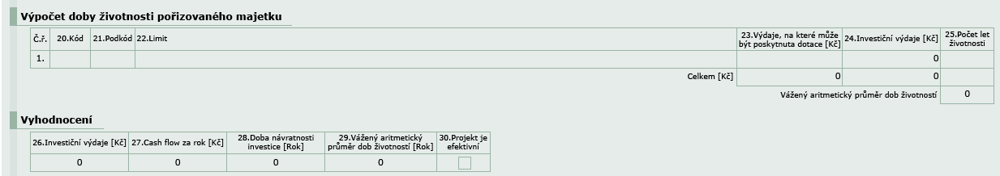 Výpočet doby životnosti pořizovaného majetku
Č.ř. 20.Kód 21.Podkód 22.Limit 23.Výdaje, na které může být poskytnuta dotace [Kč] 24.Investiční výdaje [Kč] 25.Počet let životnosti
1. 0
Celkem [Kč] 0 0
Vážený aritmetický průměr dob životností 0
Vyhodnocení
26.Investiční výdaje [Kč] 27.Cash flow za rok [Kč] 28.Doba návratnosti investice [Rok] 29.Vážený aritmetický průměr dob životností [Rok] 30.Projekt je efektivní
0 0 0 0